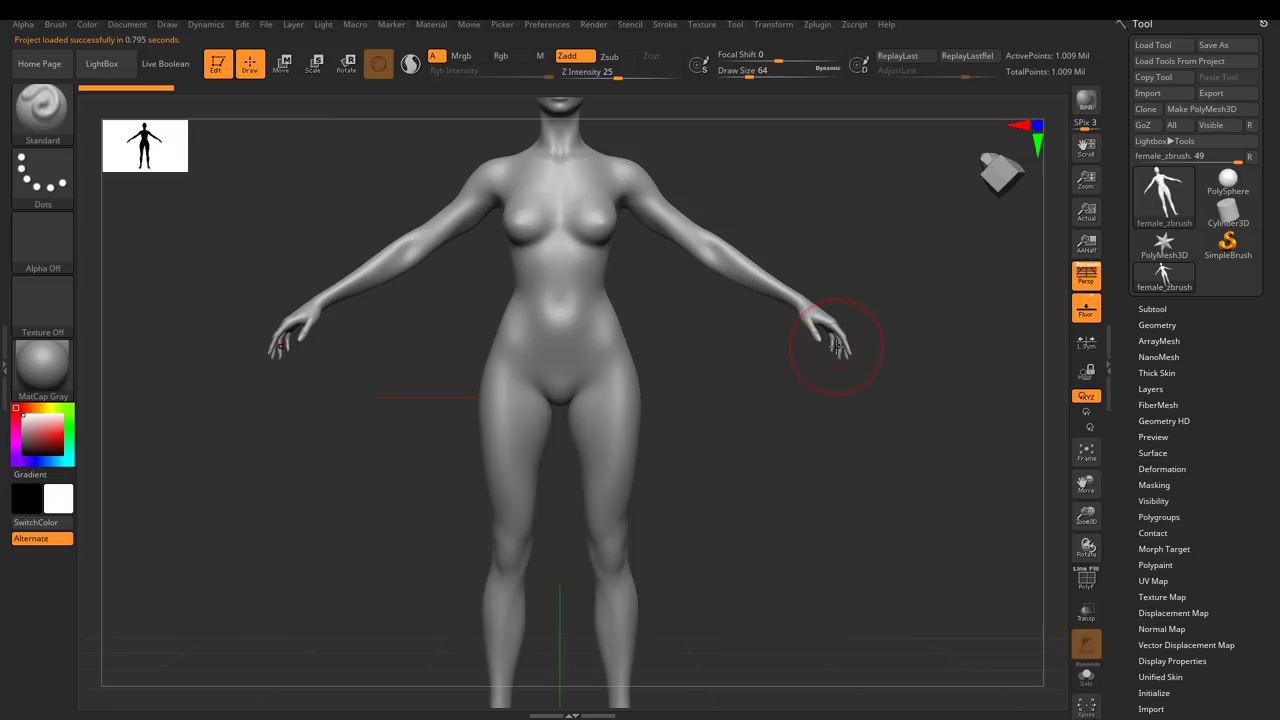 Alpha Brush Color Document Draw Dynamics Edit File Layer Light Macro Marker Material Movie Picker Preferences Render Stencil Stroke Texture Tool Transform Zplugin Zscript Help
Project loaded successfully in 0.795 seconds.
Home Page
LightBox
Live Boolean
Edit
Draw
Move
Scale
Rotate
A
Mrgb
Rgb
M
Rgb Intensity
Zadd
Zsub
Zcut
Z Intensity 25
S
Focal Shift 0
Draw Size 64
Dynamic
D
ReplayLast
ReplayLastRel
AdjustLast
ActivePoints: 1.009 Mil
TotalPoints: 1.009 Mil
Standard
Dots
Alpha Off
Texture Off
MatCap Gray
Gradient
SwitchColor
Alternate
BPR
SPix 3
Scroll
Zoom
Actual
AAHalf
Dynamic
Persp
Floor
L.Sym
XYZ
Frame
Move
Zoom3D
Rotate
Line Fill
PolyF
Transp
Dynamic
Solo
Xpose
Tool
Load Tool
Save As
Load Tools From Project
Copy Tool
Paste Tool
Import
Export
Clone
Make PolyMesh3D
GoZ
All
Visible
R
Lightbox▶Tools
female_zbrush. 49
R
female_zbrush
PolySphere
Cylinder3D
PolyMesh3D
SimpleBrush
female_zbrush
Subtool
Geometry
ArrayMesh
NanoMesh
Thick Skin
Layers
FiberMesh
Geometry HD
Preview
Surface
Deformation
Masking
Visibility
Polygroups
Contact
Morph Target
Polypaint
UV Map
Texture Map
Displacement Map
Normal Map
Vector Displacement Map
Display Properties
Unified Skin
Initialize
Import